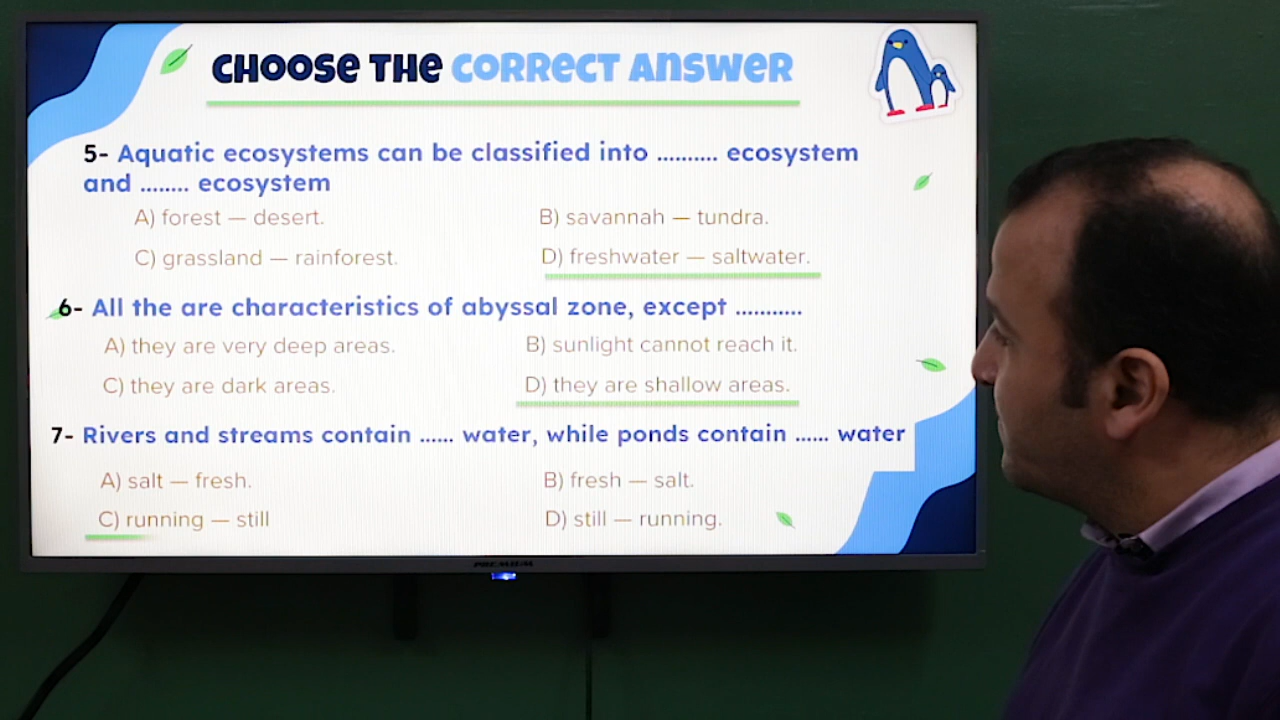 CHOOSE THE CORRECT ANSWER
5- Aquatic ecosystems can be classified into .......... ecosystem
and ........ ecosystem
A) forest — desert.
B) savannah — tundra.
C) grassland — rainforest.
D) freshwater — saltwater.
6- All the are characteristics of abyssal zone, except ...........
A) they are very deep areas.
B) sunlight cannot reach it.
C) they are dark areas.
D) they are shallow areas.
7- Rivers and streams contain ...... water, while ponds contain ...... water
A) salt — fresh.
B) fresh — salt.
C) running — still
D) still — running.
PREMIUM